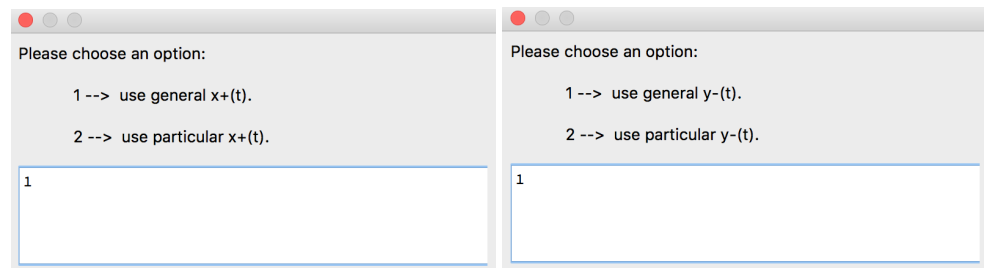 Please choose an option:
1 --> use general x+(t).
2 --> use particular x+(t).
1
Please choose an option:
1 --> use general y-(t).
2 --> use particular y-(t).
1